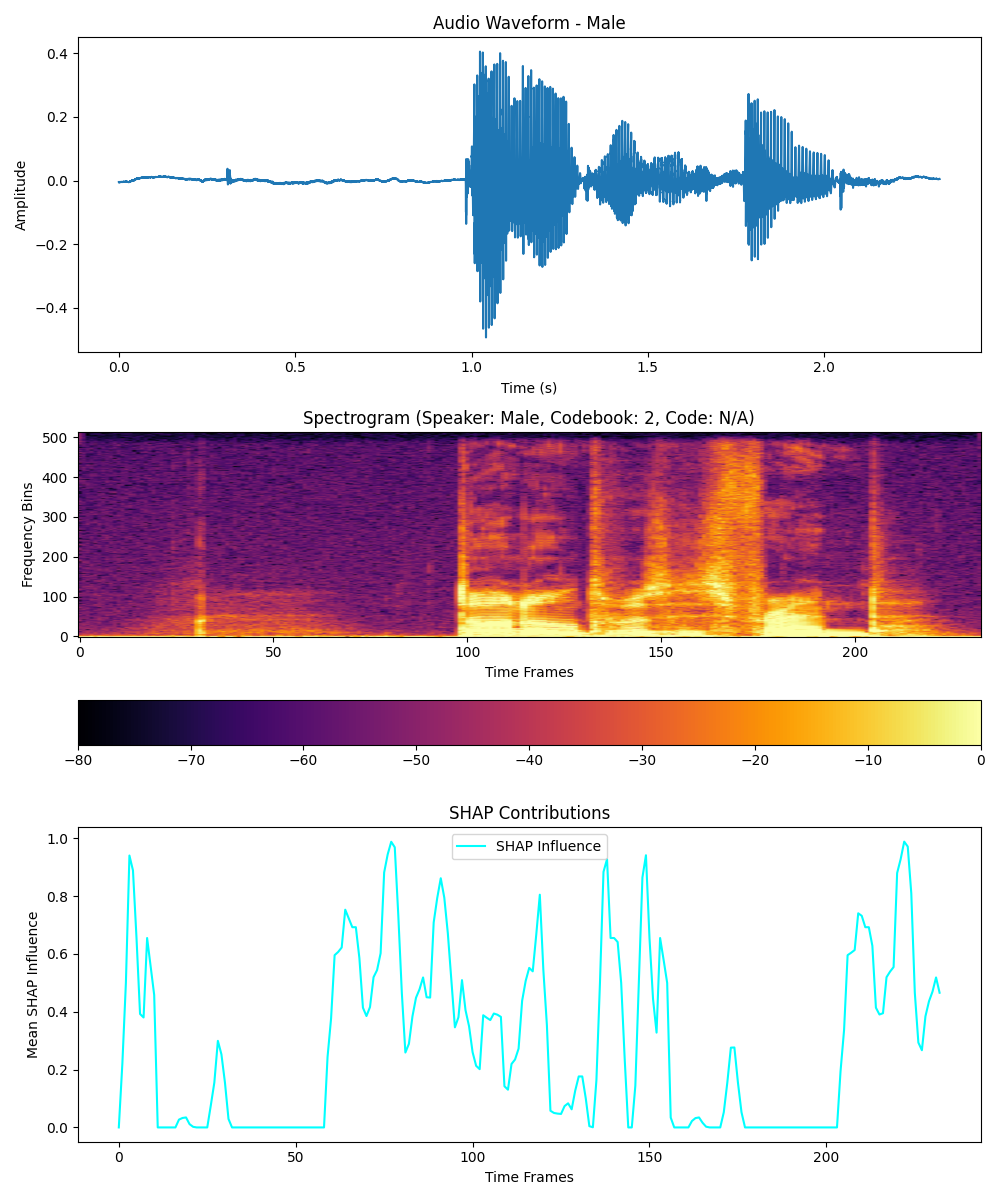 Audio Waveform - Male
0.4
0.2
0.0
−0.2
−0.4
Amplitude
0.0 0.5 1.0 1.5 2.0
Time (s)
Spectrogram (Speaker: Male, Codebook: 2, Code: N/A)
500
400
300
200
100
0
Frequency Bins
0 50 100 150 200
Time Frames
−80 −70 −60 −50 −40 −30 −20 −10 0
SHAP Contributions
SHAP Influence
1.0
0.8
0.6
0.4
0.2
0.0
Mean SHAP Influence
0 50 100 150 200
Time Frames